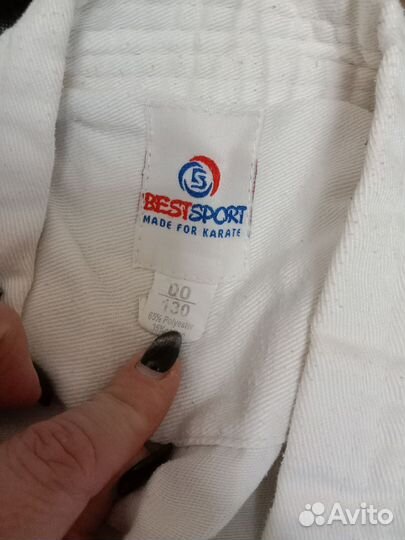 BESTSPORT
MADE FOR KARATE
00
130
65% Polyester
Avito